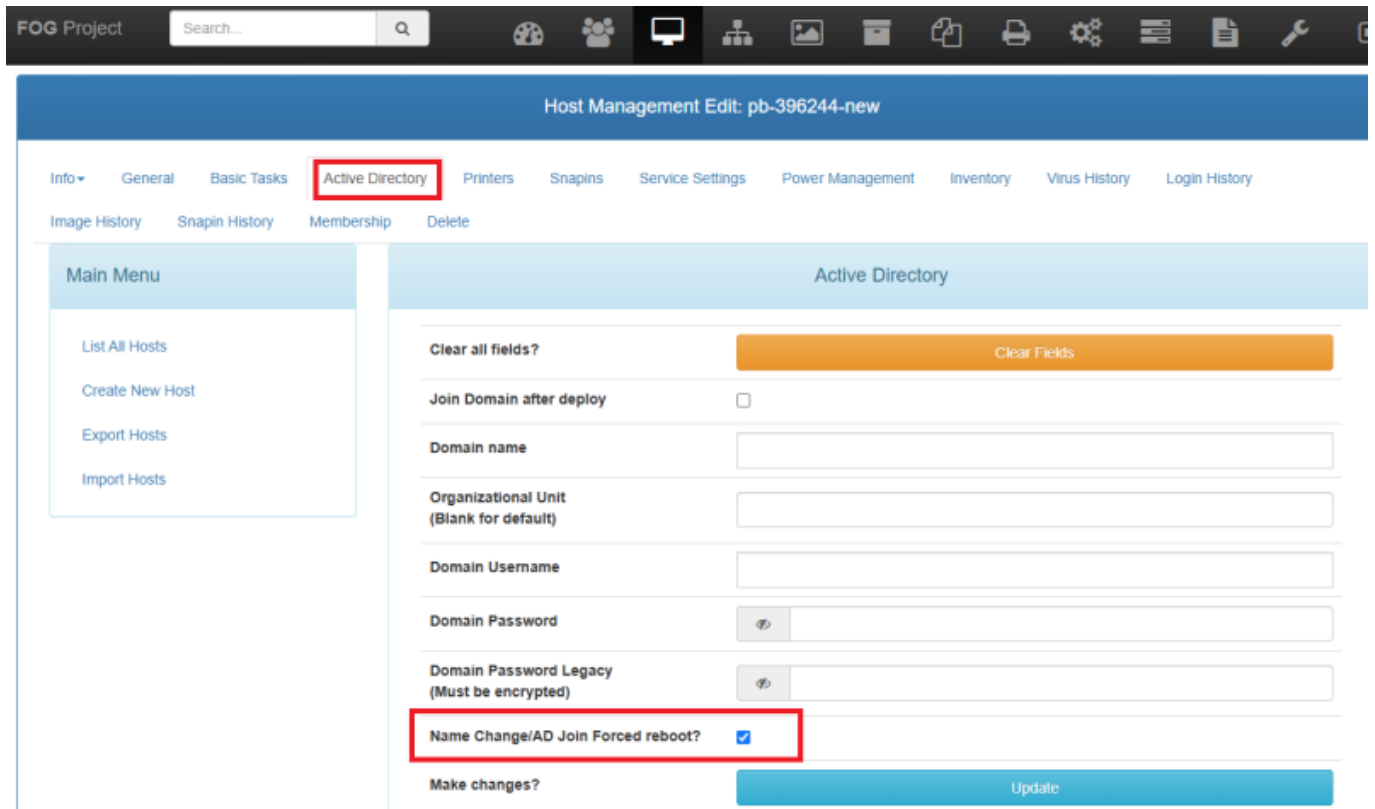 FOG Project
Search...
Host Management Edit: pb-396244-new
Info General Basic Tasks Active Directory Printers Snapins Service Settings Power Management Inventory Virus History Login History
Image History Snapin History Membership Delete
Main Menu
List All Hosts
Create New Host
Export Hosts
Import Hosts
Active Directory
Clear all fields?
Clear Fields
Join Domain after deploy
Domain name
Organizational Unit
(Blank for default)
Domain Username
Domain Password
Domain Password Legacy
(Must be encrypted)
Name Change/AD Join Forced reboot?
Make changes?
Update